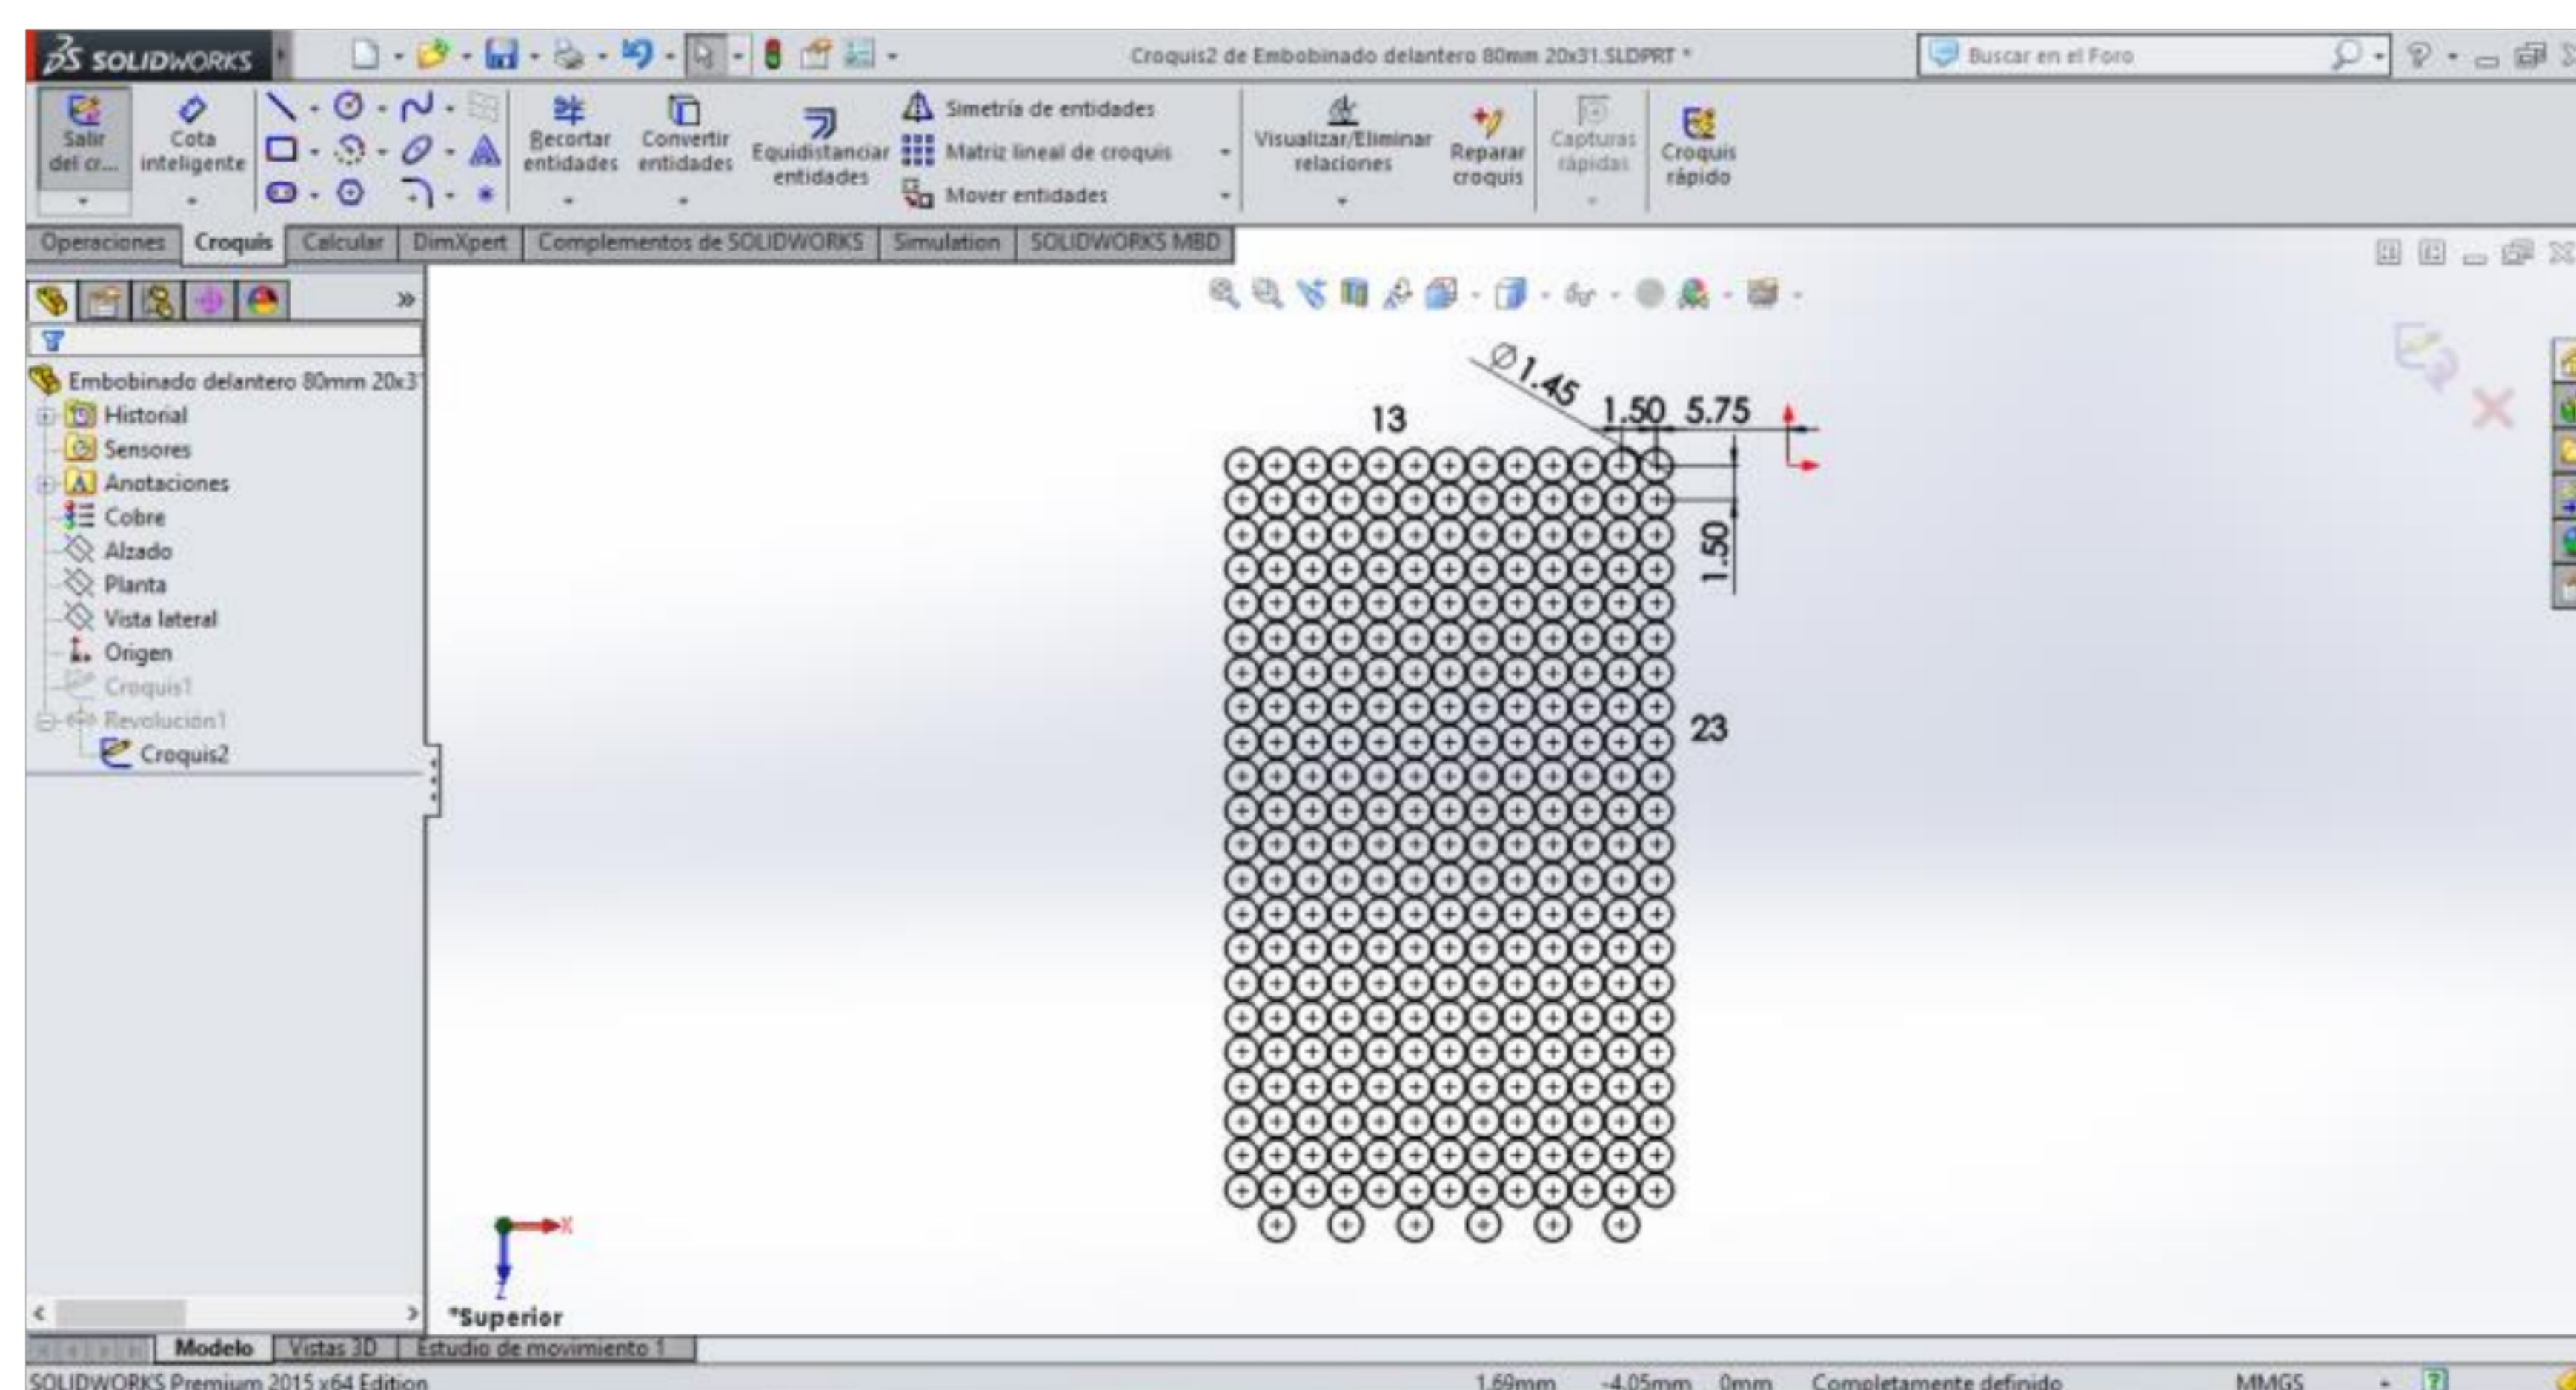 SOLIDWORKS
Croquis2 de Embobinado delantero 80mm 20x31.SLDPRT *
Buscar en el Foro
Salir del cr...
Cota inteligente
Recortar entidades
Convertir entidades
Equidistanciar entidades
Simetría de entidades
Matriz lineal de croquis
Mover entidades
Visualizar/Eliminar relaciones
Reparar croquis
Capturas rápidas
Croquis rápido
Operaciones Croquis Calcular DimXpert Complementos de SOLIDWORKS Simulation SOLIDWORKS MBD
Embobinado delantero 80mm 20x3
Historial
Sensores
Anotaciones
Cobre
Alzado
Planta
Vista lateral
Origen
Croquis1
Revolución1
Croquis2
Ø1.45
1.50 5.75
13
1.50
23
X
Z
*Superior
Modelo Vistas 3D Estudio de movimiento 1
SOLIDWORKS Premium 2015 x64 Edition
1.69mm -4.05mm 0mm Completamente definido MMGS